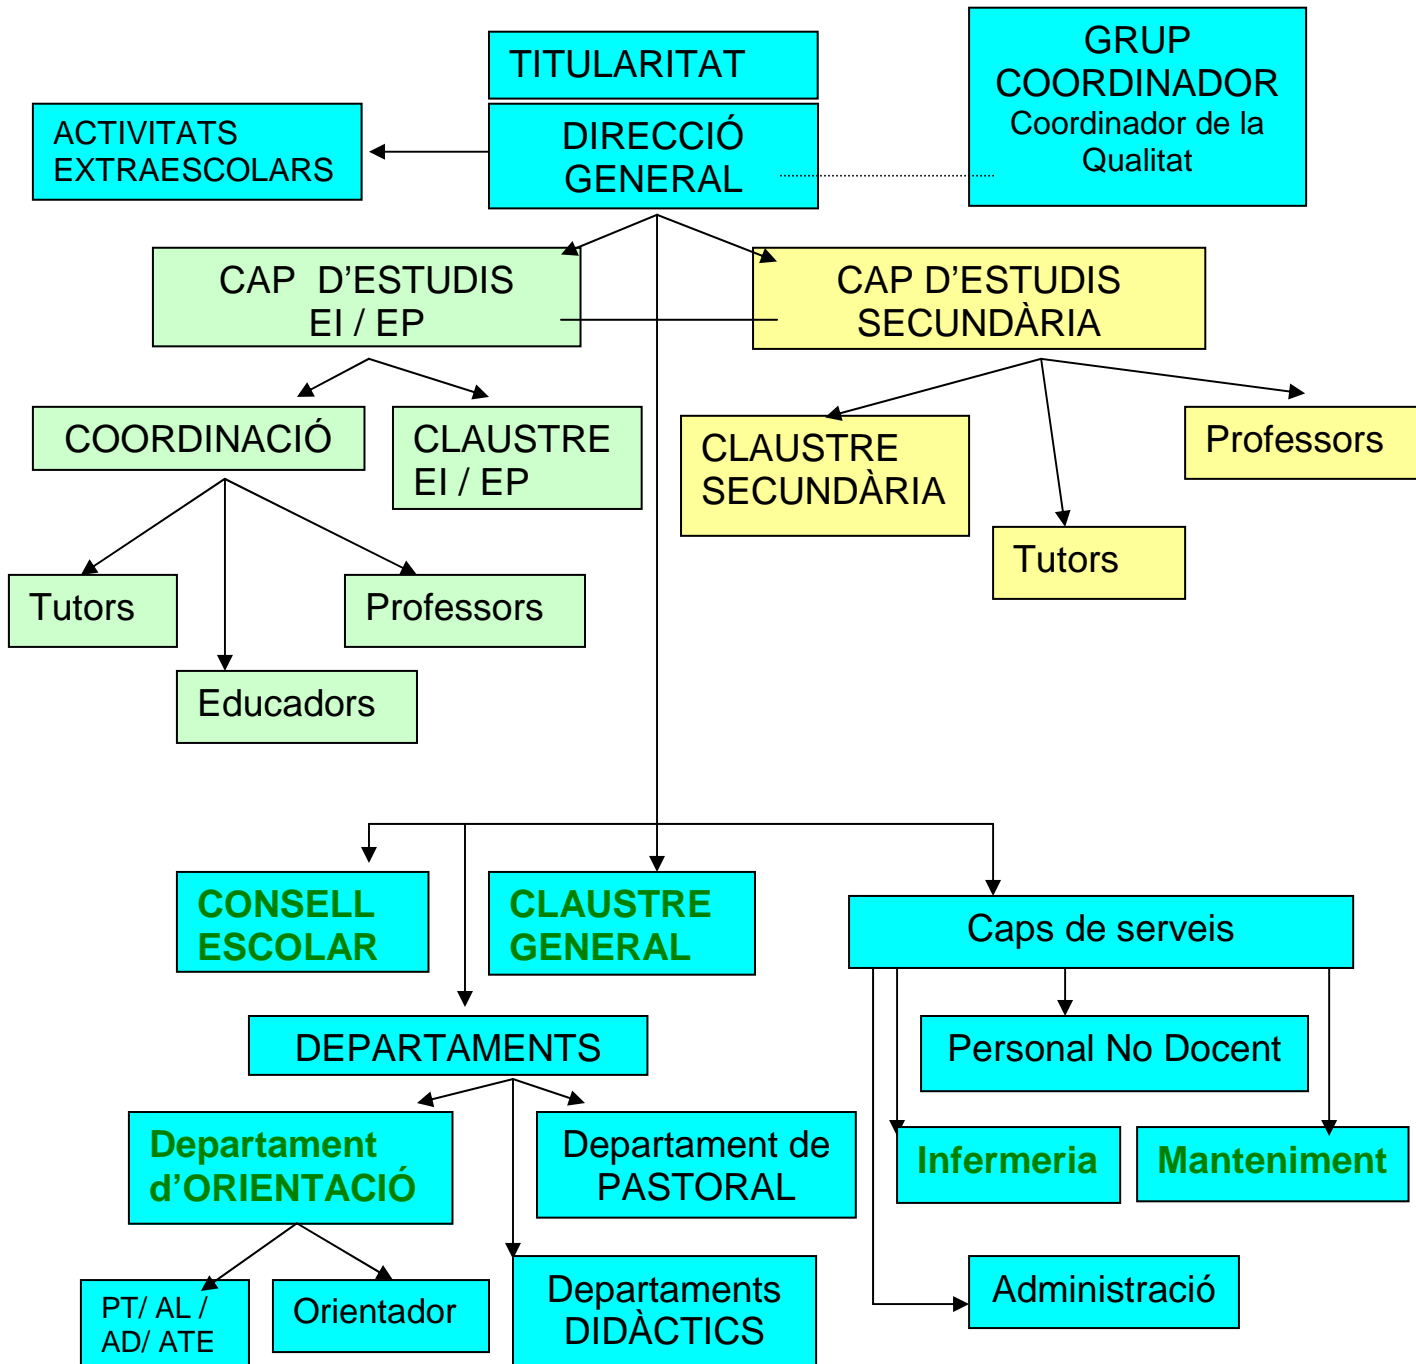 TITULARITAT
GRUP
COORDINADOR
Coordinador de la
Qualitat
ACTIVITATS
EXTRAESCOLARS
DIRECCIÓ
GENERAL
CAP D’ESTUDIS
EI / EP
CAP D’ESTUDIS
SECUNDÀRIA
COORDINACIÓ
CLAUSTRE
EI / EP
CLAUSTRE
SECUNDÀRIA
Professors
Tutors
Tutors
Professors
Educadors
CONSELL
ESCOLAR
CLAUSTRE
GENERAL
Caps de serveis
DEPARTAMENTS
Personal No Docent
Departament
d’ORIENTACIÓ
Departament de
PASTORAL
Infermeria
Manteniment
PT/ AL /
AD/ ATE
Orientador
Departaments
DIDÀCTICS
Administració